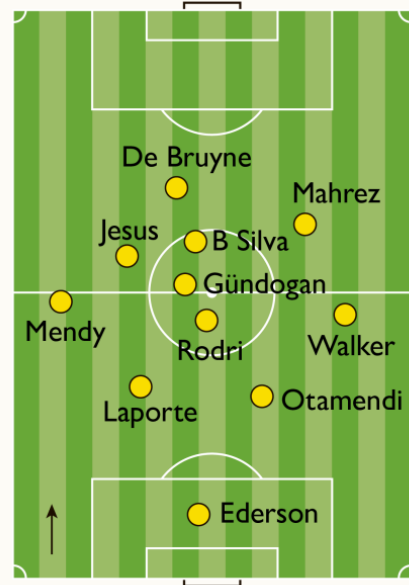 De Bruyne
Mahrez
Jesus
B Silva
Gündogan
Mendy
Rodri
Walker
Laporte
Otamendi
Ederson